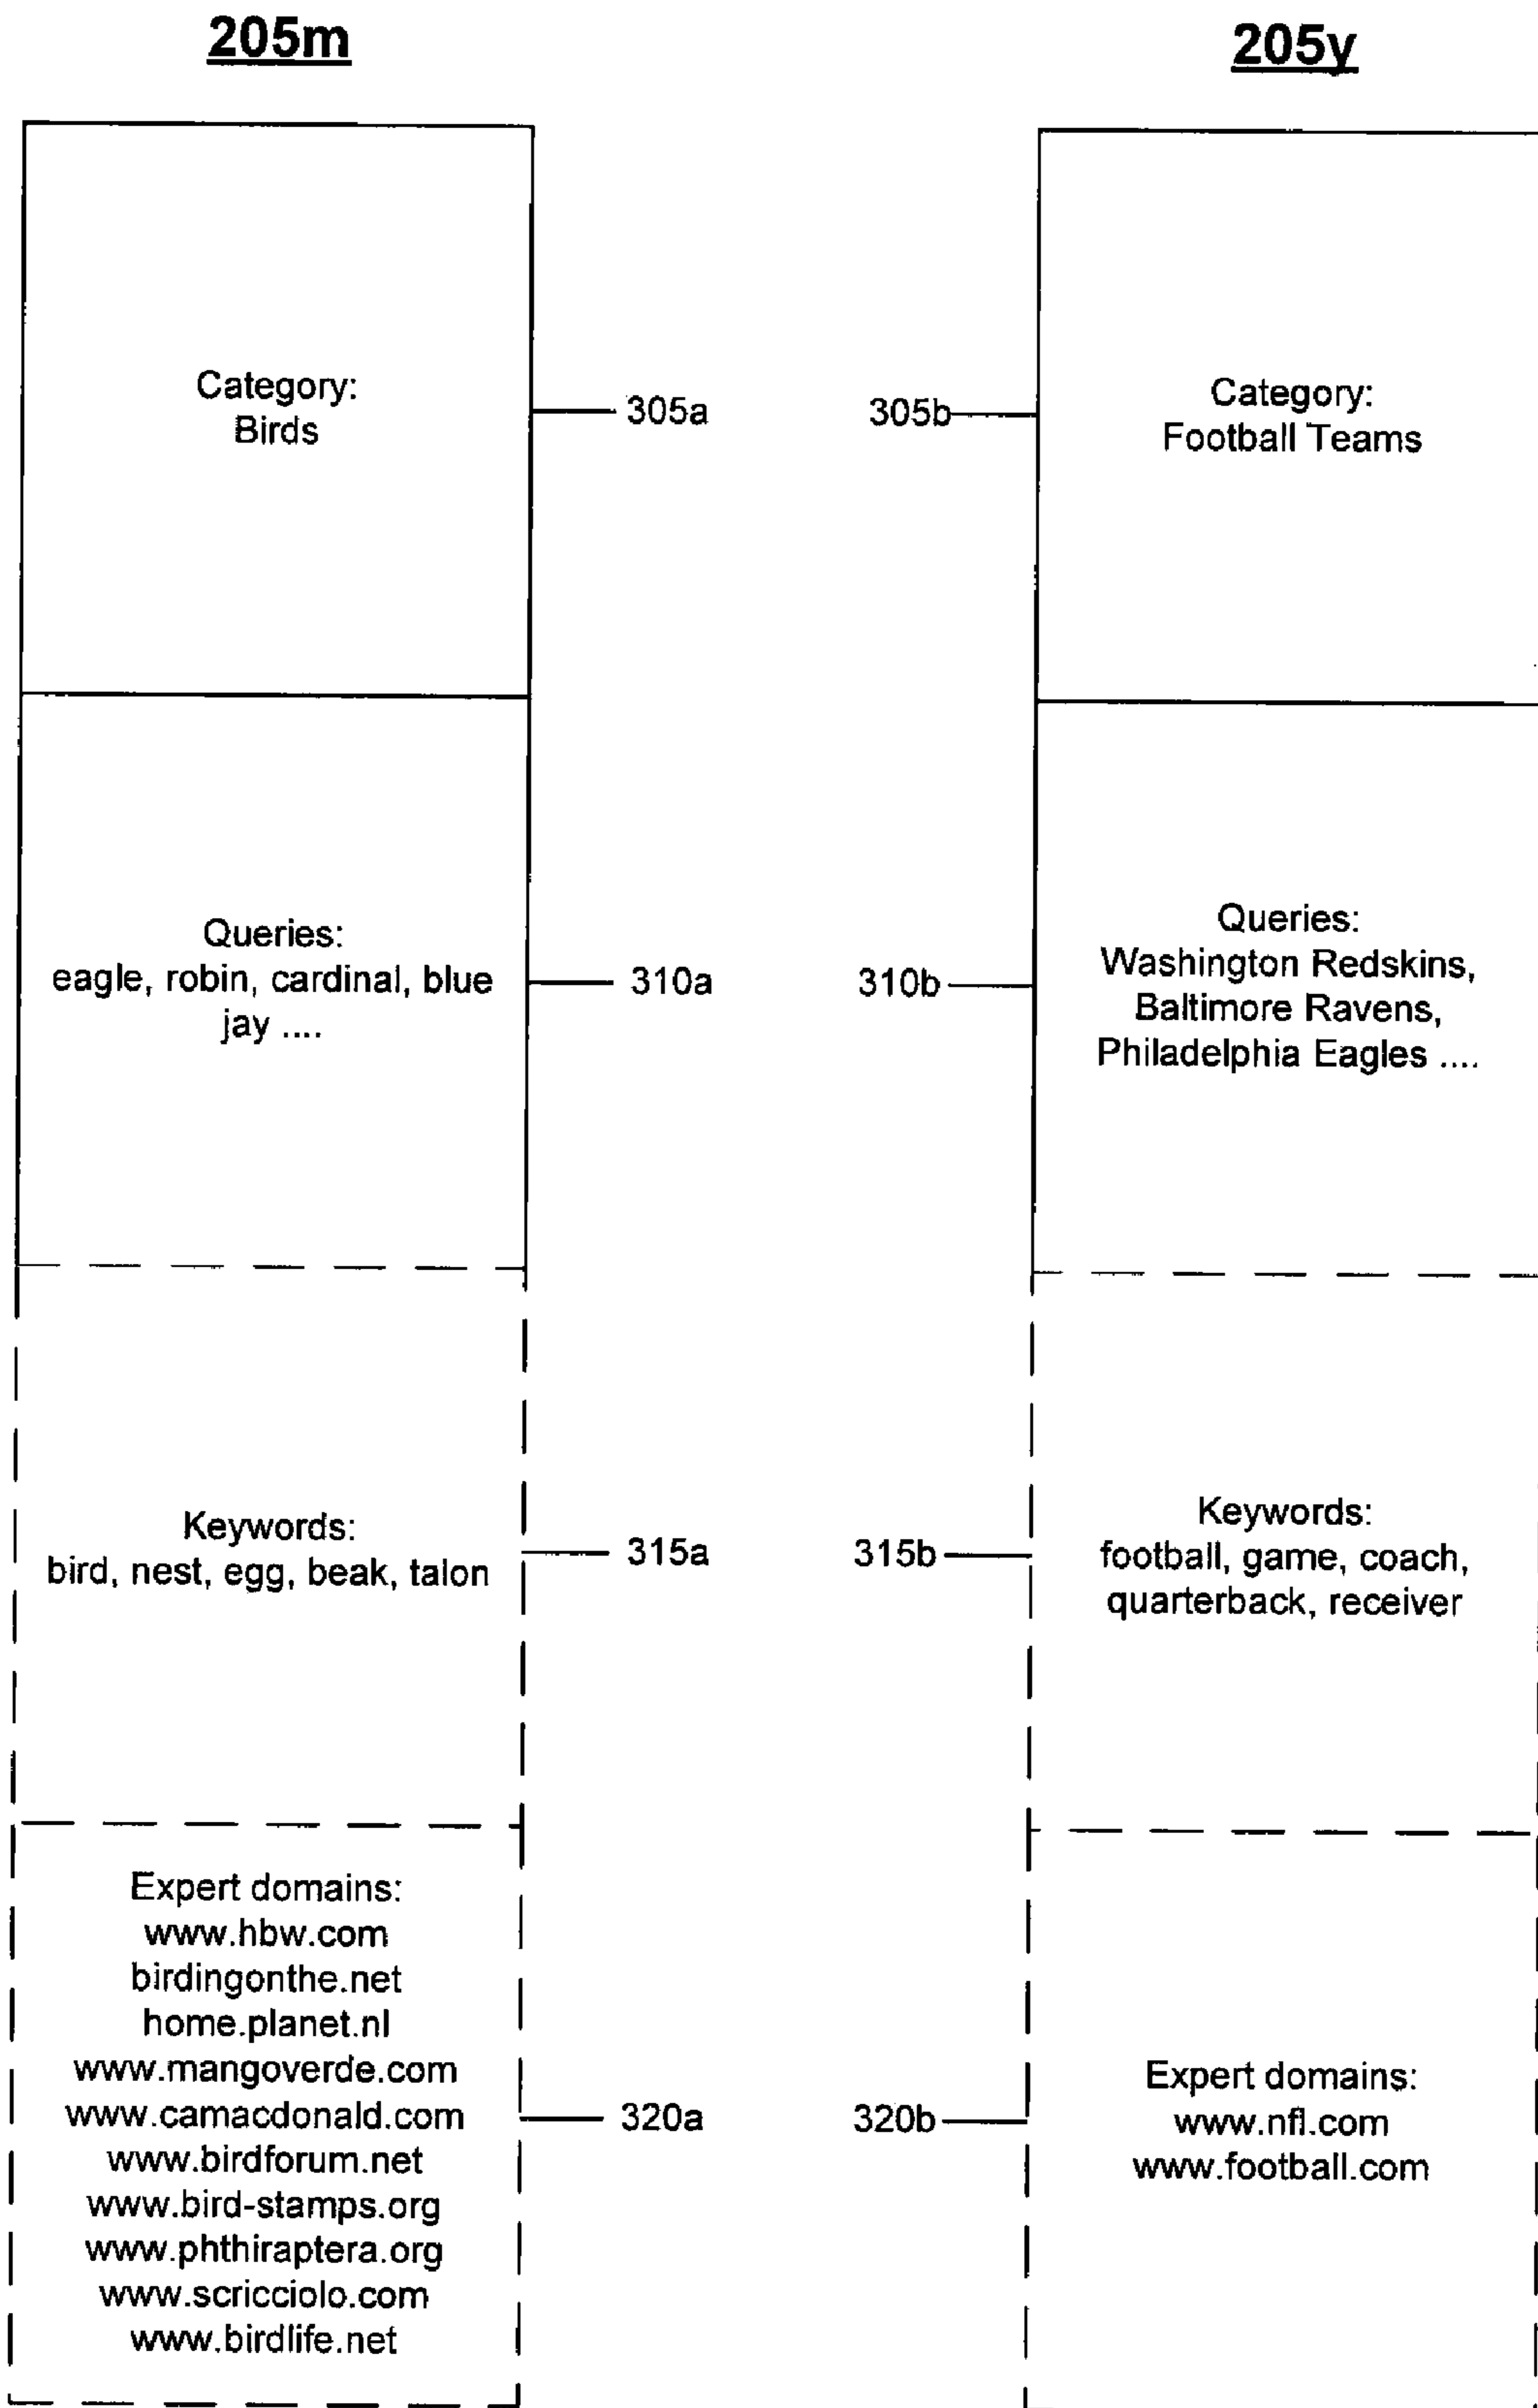 205m
205y
Category:
Birds
305a
305b
Category:
Football Teams
Queries:
eagle, robin, cardinal, blue
jay ....
310a
310b
Queries:
Washington Redskins,
Baltimore Ravens,
Philadelphia Eagles ....
Keywords:
bird, nest, egg, beak, talon
315a
315b
Keywords:
football, game, coach,
quarterback, receiver
Expert domains:
www.hbw.com
birdingonthe.net
home.planet.nl
www.mangoverde.com
www.camacdonald.com
www.birdforum.net
www.bird-stamps.org
www.phthiraptera.org
www.scricciolo.com
www.birdlife.net
320a
320b
Expert domains:
www.nfl.com
www.football.com